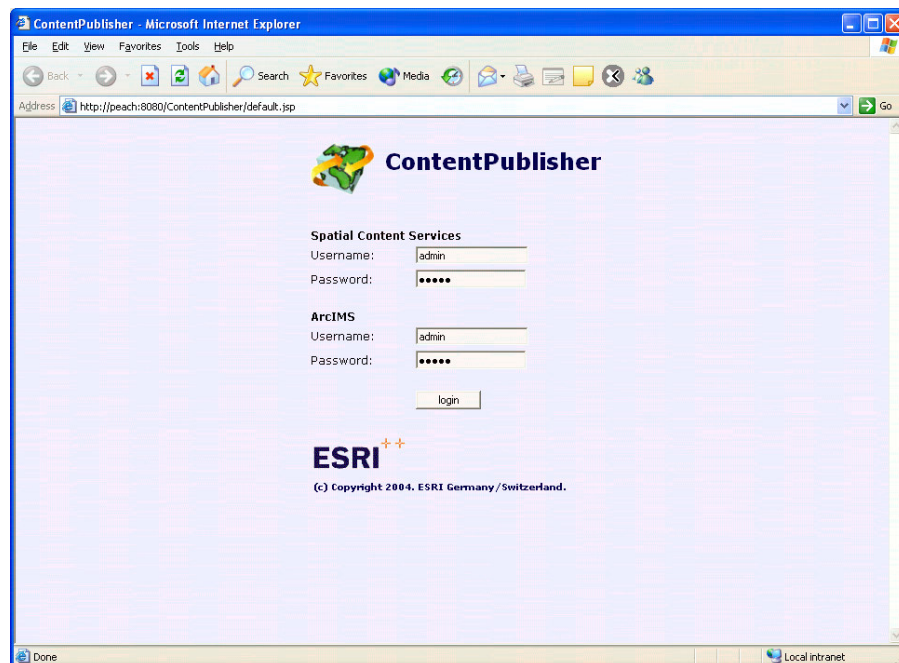 ContentPublisher - Microsoft Internet Explorer
File Edit View Favorites Tools Help
Back Search Favorites Media
Address http://peach:8080/ContentPublisher/default.jsp Go
ContentPublisher
Spatial Content Services
Username: admin
Password: •••••
ArcIMS
Username: admin
Password: •••••
login
ESRI
(c) Copyright 2004. ESRI Germany/Switzerland.
Done Local intranet